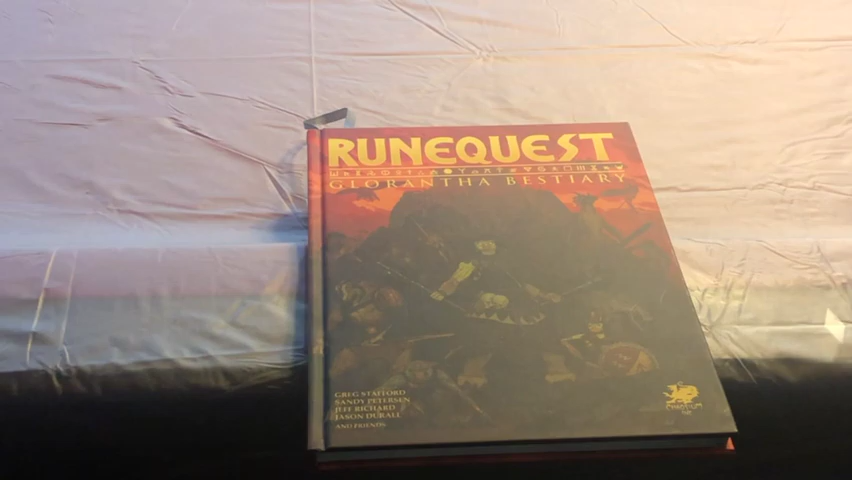 RUNEQUEST
GLORANTHA BESTIARY
GREG STAFFORD
SANDY PETERSEN
JEFF RICHARD
JASON DURALL
AND FRIENDS